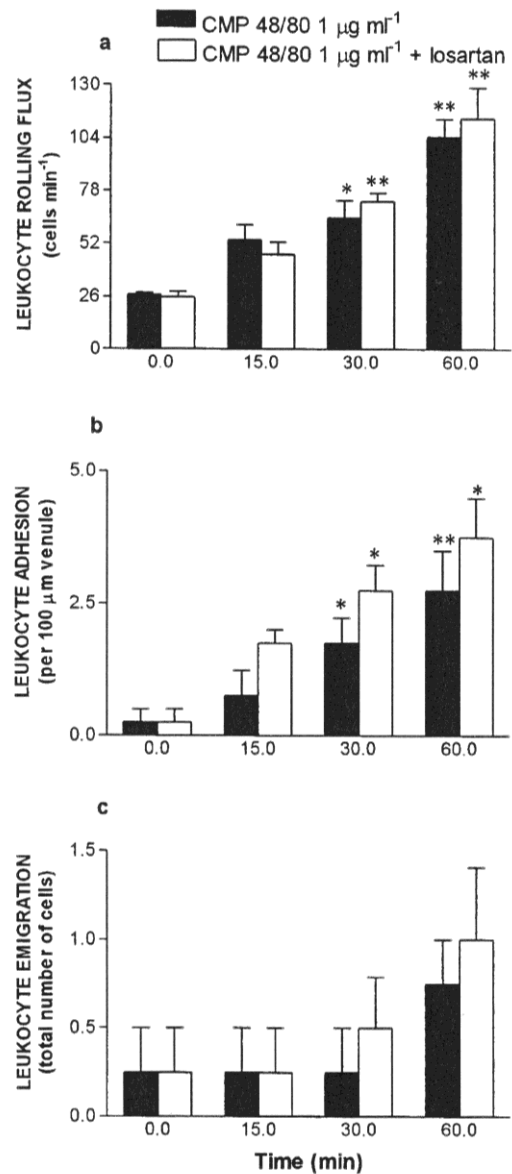 CMP 48/80 1 μg ml⁻¹
CMP 48/80 1 μg ml⁻¹ + losartan
a
LEUKOCYTE ROLLING FLUX
(cells min⁻¹)
130
104
78
52
26
0
* ** ** **
0.0 15.0 30.0 60.0
b
LEUKOCYTE ADHESION
(per 100 μm venule)
5.0
2.5
0.0
* * ** *
0.0 15.0 30.0 60.0
c
LEUKOCYTE EMIGRATION
(total number of cells)
1.5
1.0
0.5
0.0
0.0 15.0 30.0 60.0
Time (min)